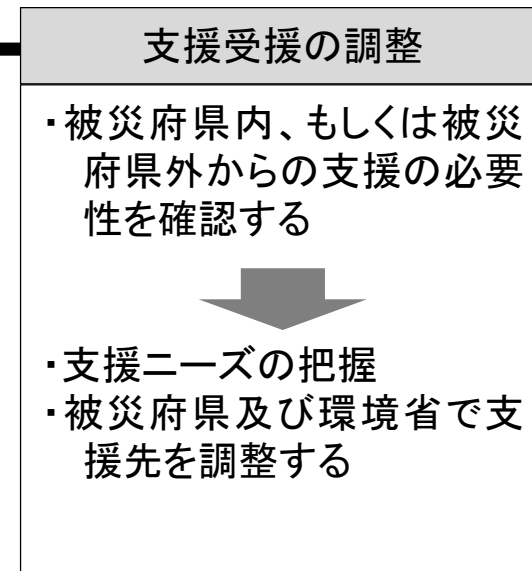 支援受援の調整
・被災府県内、もしくは被災
府県外からの支援の必要
性を確認する
・支援ニーズの把握
・被災府県及び環境省で支
援先を調整する